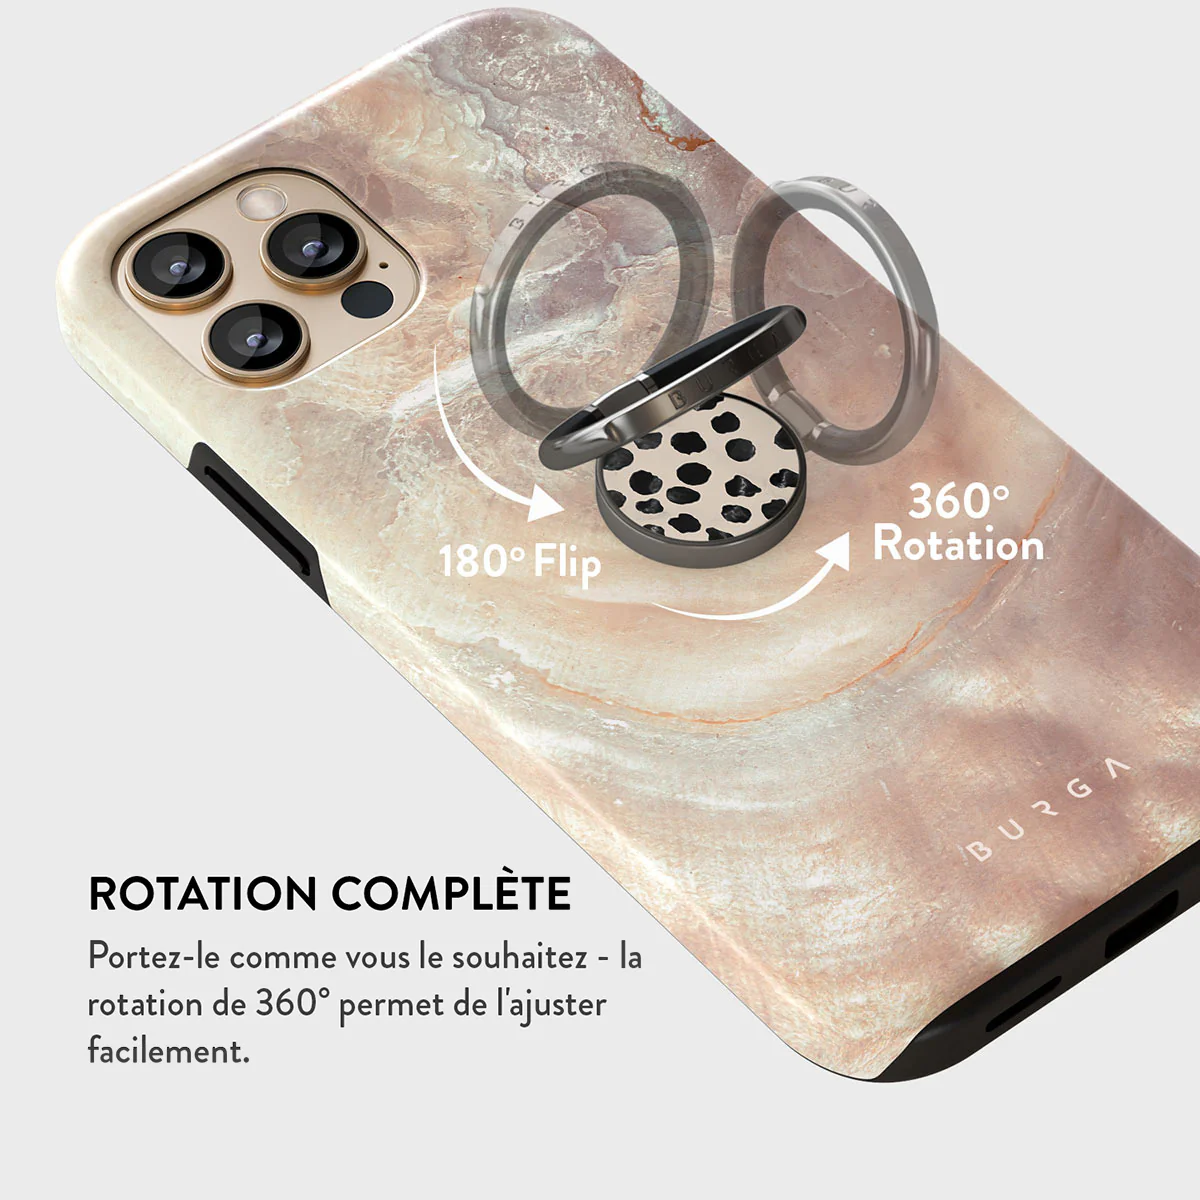 BURGA
180° Flip
360°
Rotation
BURGA
ROTATION COMPLÈTE
Portez-le comme vous le souhaitez - la
rotation de 360° permet de l'ajuster
facilement.